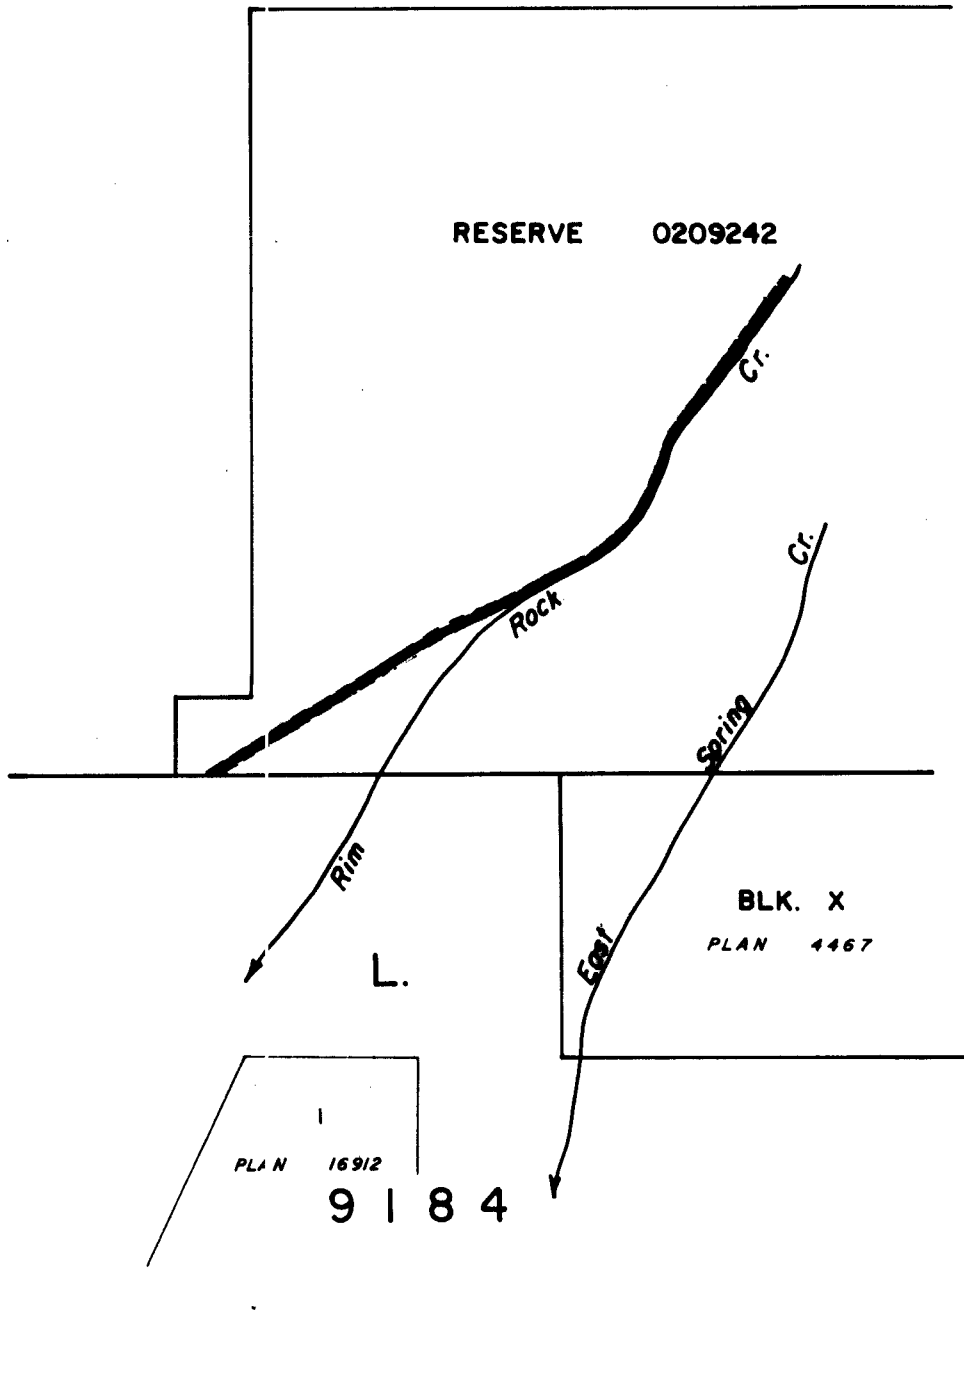 RESERVE 0209242
Cr.
Cr.
Rock
Spring
Rim
BLK. X
PLAN 4467
East
L.
1
PLAN 16912
9184